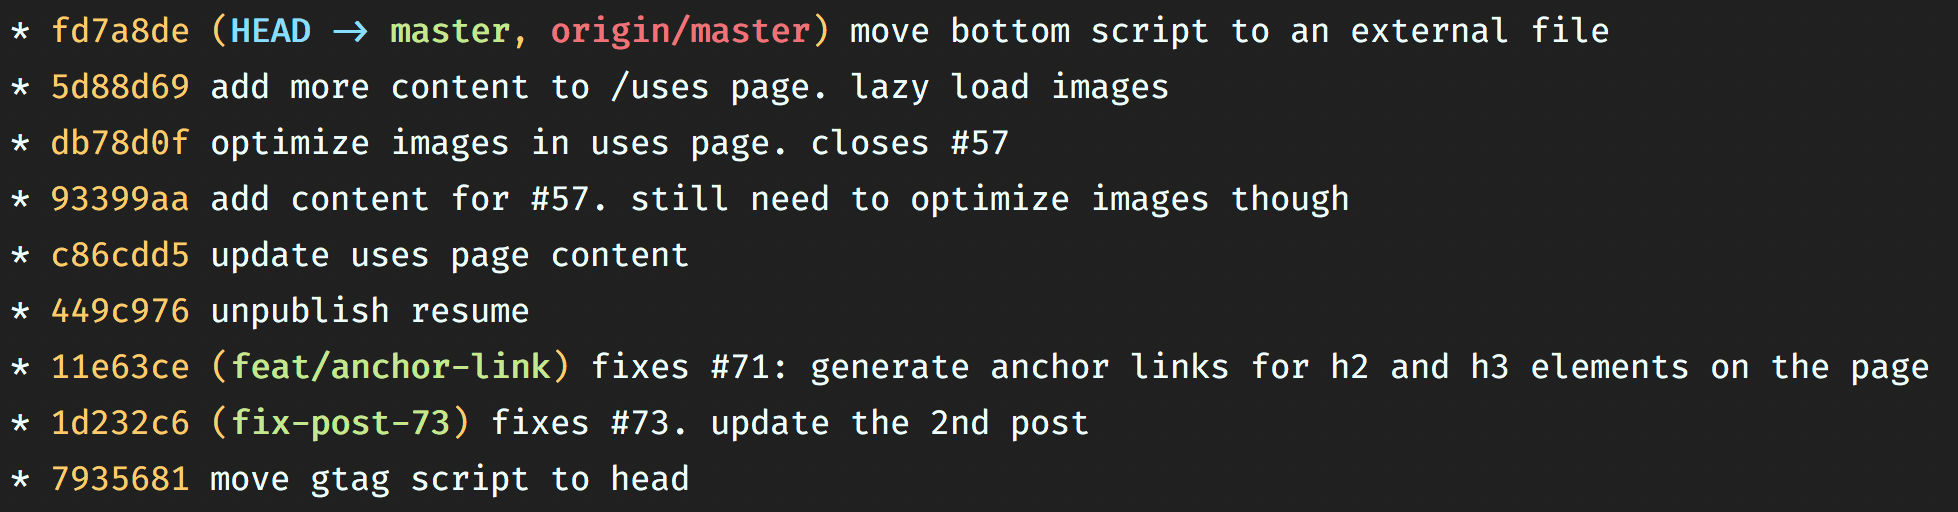 * fd7a8de (HEAD -> master, origin/master) move bottom script to an external file
* 5d88d69 add more content to /uses page. lazy load images
* db78d0f optimize images in uses page. closes #57
* 93399aa add content for #57. still need to optimize images though
* c86cdd5 update uses page content
* 449c976 unpublish resume
* 11e63ce (feat/anchor-link) fixes #71: generate anchor links for h2 and h3 elements on the page
* 1d232c6 (fix-post-73) fixes #73. update the 2nd post
* 7935681 move gtag script to head